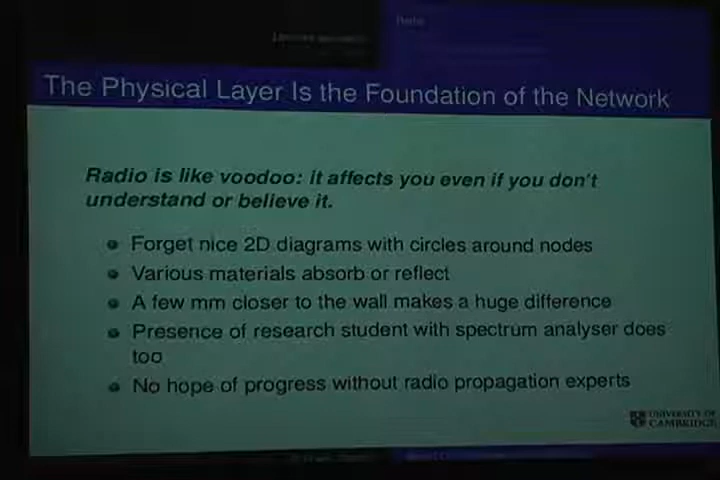 Radio
The Physical Layer Is the Foundation of the Network
Radio is like voodoo: it affects you even if you don't
understand or believe it.
Forget nice 2D diagrams with circles around nodes
Various materials absorb or reflect
A few mm closer to the wall makes a huge difference
Presence of research student with spectrum analyser does
too
No hope of progress without radio propagation experts
UNIVERSITY OF
CAMBRIDGE